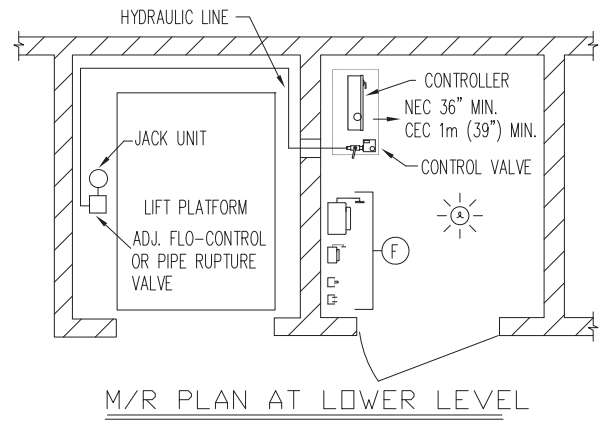 HYDRAULIC LINE
CONTROLLER
NEC 36" MIN.
CEC 1m (39") MIN.
JACK UNIT
CONTROL VALVE
LIFT PLATFORM
ADJ. FLO-CONTROL
OR PIPE RUPTURE
VALVE
F
M/R PLAN AT LOWER LEVEL